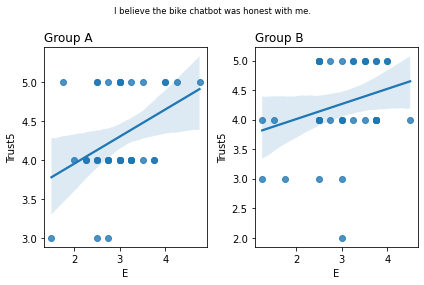 I believe the bike chatbot was honest with me.
Group A
Group B
5.0
4.5
4.0
3.5
3.0
Trust5
2
3
4
E
5.0
4.5
4.0
3.5
3.0
2.5
2.0
Trust5
2
3
4
E